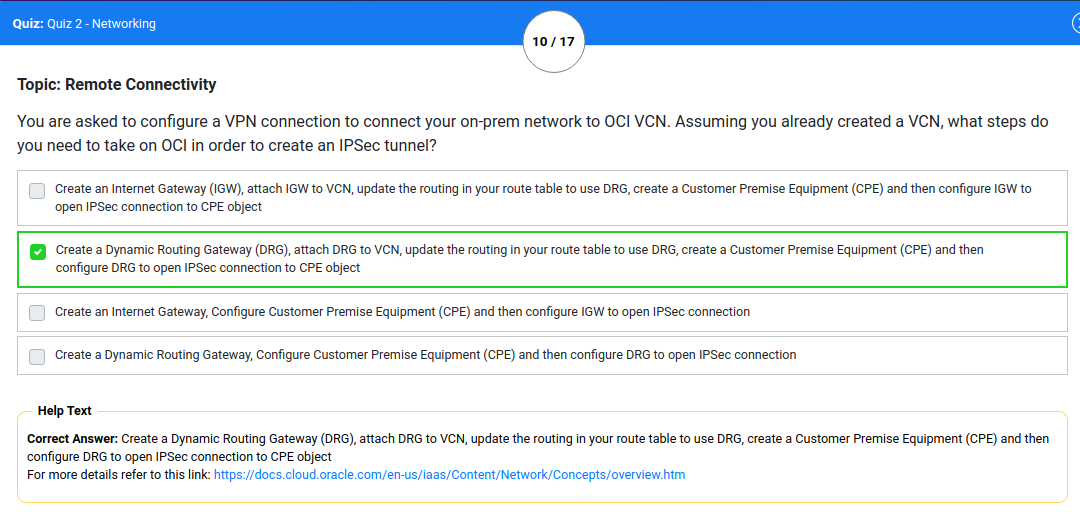 Quiz: Quiz 2 - Networking
10 / 17
Topic: Remote Connectivity
You are asked to configure a VPN connection to connect your on-prem network to OCI VCN. Assuming you already created a VCN, what steps do
you need to take on OCI in order to create an IPSec tunnel?
Create an Internet Gateway (IGW), attach IGW to VCN, update the routing in your route table to use DRG, create a Customer Premise Equipment (CPE) and then configure IGW to
open IPSec connection to CPE object
Create a Dynamic Routing Gateway (DRG), attach DRG to VCN, update the routing in your route table to use DRG, create a Customer Premise Equipment (CPE) and then
configure DRG to open IPSec connection to CPE object
Create an Internet Gateway, Configure Customer Premise Equipment (CPE) and then configure IGW to open IPSec connection
Create a Dynamic Routing Gateway, Configure Customer Premise Equipment (CPE) and then configure DRG to open IPSec connection
Help Text
Correct Answer: Create a Dynamic Routing Gateway (DRG), attach DRG to VCN, update the routing in your route table to use DRG, create a Customer Premise Equipment (CPE) and then
configure DRG to open IPSec connection to CPE object
For more details refer to this link: https://docs.cloud.oracle.com/en-us/iaas/Content/Network/Concepts/overview.htm